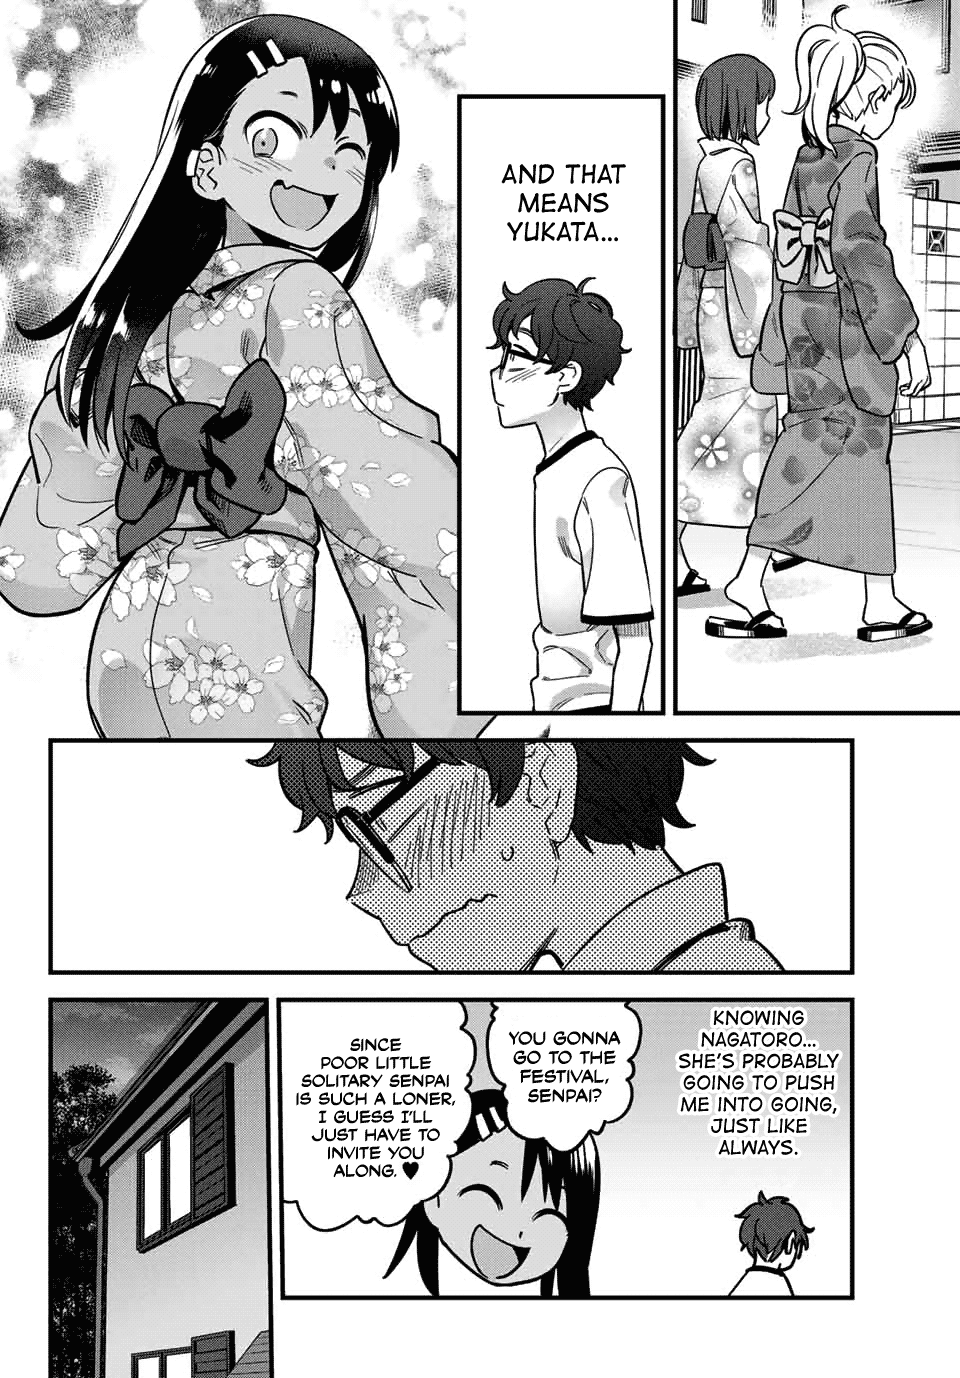 AND THAT
MEANS
YUKATA...
KNOWING
NAGATORO...
SHE'S PROBABLY
GOING TO PUSH
ME INTO GOING,
JUST LIKE
ALWAYS.
YOU GONNA
GO TO THE
FESTIVAL,
SENPAI?
SINCE
POOR LITTLE
SOLITARY SENPAI
IS SUCH A LONER,
I GUESS I'LL
JUST HAVE TO
INVITE YOU
ALONG.♥